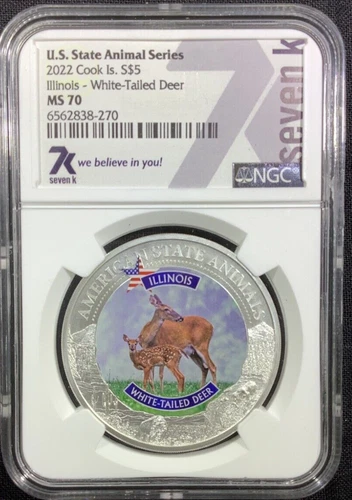 U.S. State Animal Series
2022 Cook Is. S$5
Illinois - White-Tailed Deer
MS 70
6562838-270
7K
seven k
we believe in you!
7K
seven k
NGC
AMERICAN STATE ANIMALS
ILLINOIS
WHITE-TAILED DEER